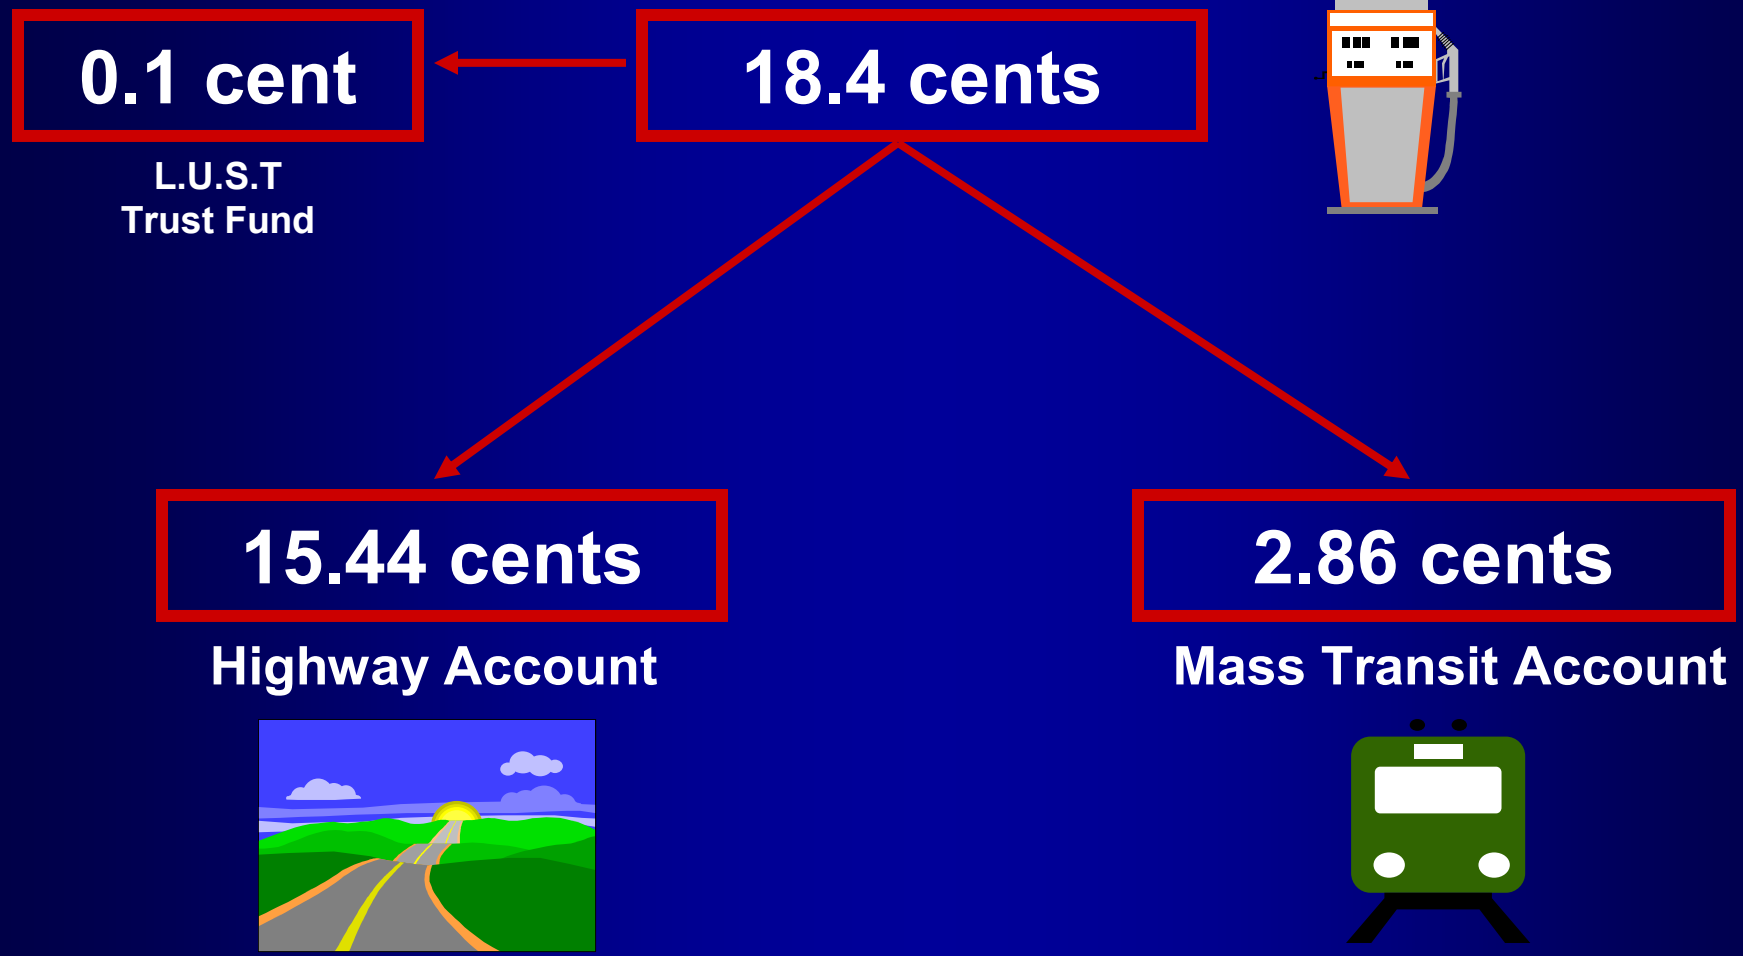 0.1 cent
18.4 cents
L.U.S.T
Trust Fund
15.44 cents
2.86 cents
Highway Account
Mass Transit Account